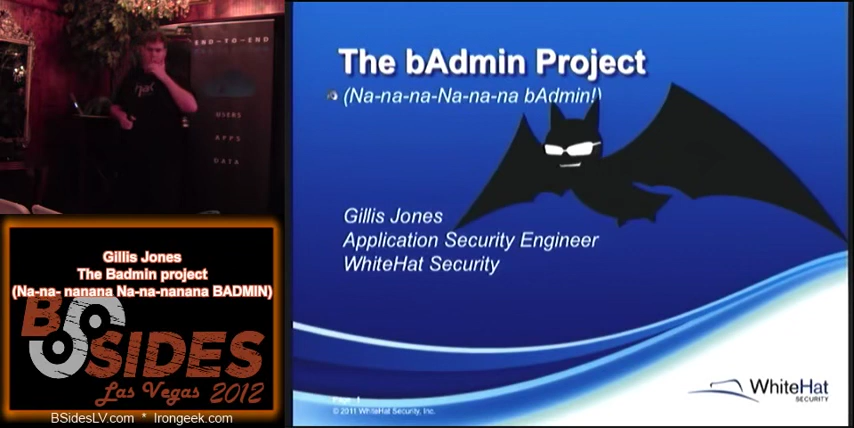 END-TO-END
USERS
APPS
DATA
The bAdmin Project
(Na-na-na-Na-na-na bAdmin!)
Gillis Jones
Application Security Engineer
WhiteHat Security
Page
© 2011 WhiteHat Security, Inc.
WhiteHat
SECURITY
Gillis Jones
The Badmin project
(Na-na- nanana Na-na-nanana BADMIN)
BSIDES
Las Vegas 2012
BSidesLV.com * Irongeek.com